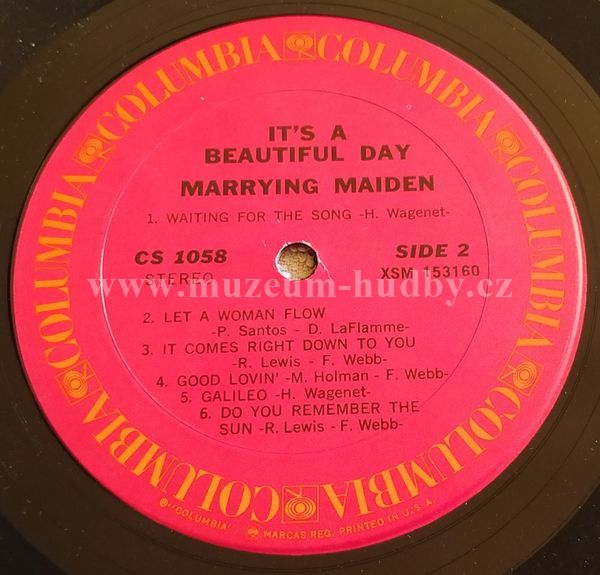 COLUMBIA COLUMBIA COLUMBIA COLUMBIA COLUMBIA COLUMBIA COLUMBIA COLUMBIA
IT'S A
BEAUTIFUL DAY
MARRYING MAIDEN
1. WAITING FOR THE SONG -H. Wagenet-
CS 1058
STEREO
SIDE 2
XSM 153160
www.muzeum-hudby.cz
2. LET A WOMAN FLOW
-P. Santos - D. LaFlamme-
3. IT COMES RIGHT DOWN TO YOU
-R. Lewis - F. Webb-
4. GOOD LOVIN' -M. Holman - F. Webb-
5. GALILEO -H. Wagenet-
6. DO YOU REMEMBER THE
SUN -R. Lewis - F. Webb-
℗"COLUMBIA" MARCAS REG. PRINTED IN U.S.A.